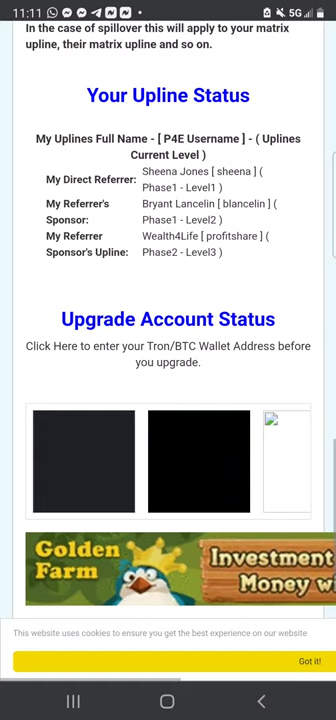 11:11
5G
In the case of spillover this will apply to your matrix
upline, their matrix upline and so on.
Your Upline Status
My Uplines Full Name - [ P4E Username ] - ( Uplines
Current Level )
My Direct Referrer: Sheena Jones [ sheena ] (
Phase1 - Level1 )
My Referrer's Bryant Lancelin [ blancelin ] (
Sponsor: Phase1 - Level2 )
My Referrer Wealth4Life [ profitshare ] (
Sponsor's Upline: Phase2 - Level3 )
Upgrade Account Status
Click Here to enter your Tron/BTC Wallet Address before
you upgrade.
Golden
Farm
Investment
Money w
This website uses cookies to ensure you get the best experience on our website
Got it!